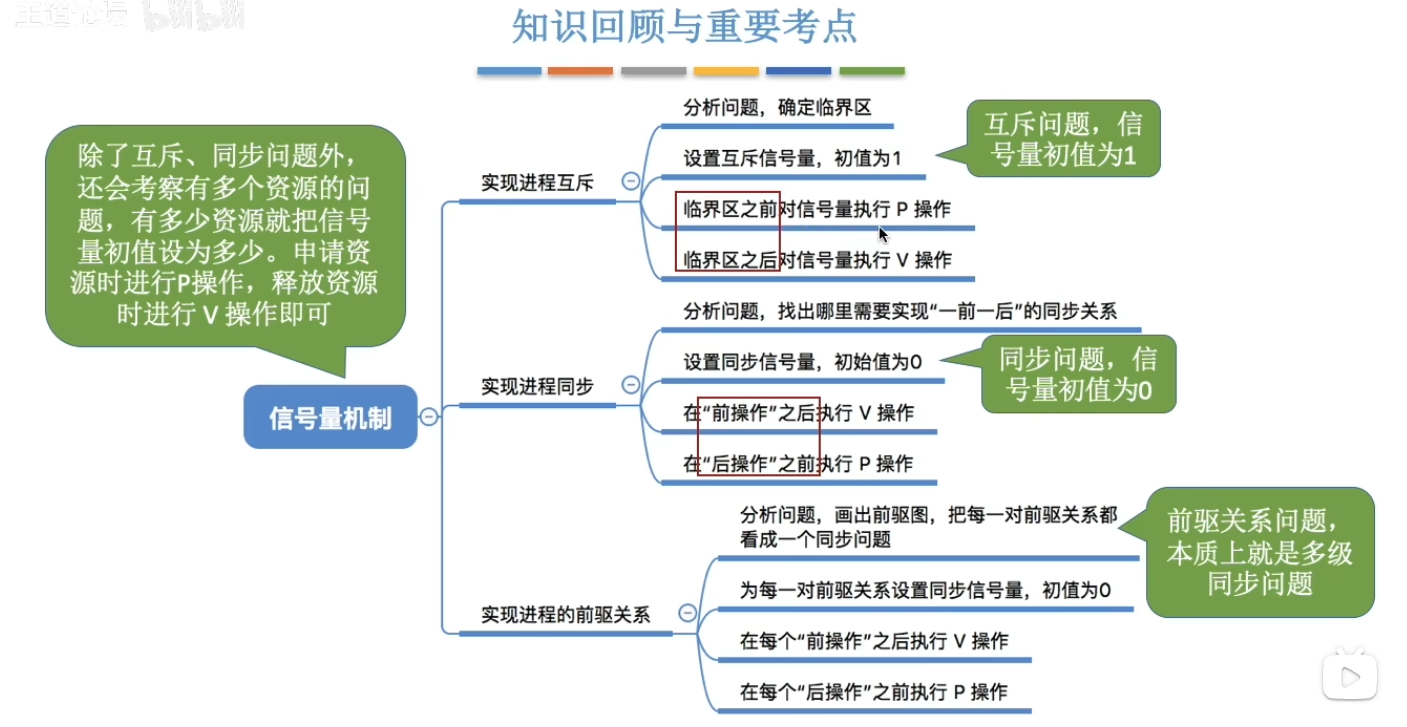 王道论坛 bilibili
知识回顾与重要考点
除了互斥、同步问题外，
还会考察有多个资源的问
题，有多少资源就把信号
量初值设为多少。申请资
源时进行P操作，释放资源
时进行 V 操作即可
信号量机制
实现进程互斥
分析问题，确定临界区
设置互斥信号量，初值为1
互斥问题，信
号量初值为1
临界区之前对信号量执行 P 操作
临界区之后对信号量执行 V 操作
实现进程同步
分析问题，找出哪里需要实现“一前一后”的同步关系
设置同步信号量，初始值为0
同步问题，信
号量初值为0
在“前操作”之后执行 V 操作
在“后操作”之前执行 P 操作
实现进程的前驱关系
分析问题，画出前驱图，把每一对前驱关系都
看成一个同步问题
前驱关系问题，
本质上就是多级
同步问题
为每一对前驱关系设置同步信号量，初值为0
在每个“前操作”之后执行 V 操作
在每个“后操作”之前执行 P 操作